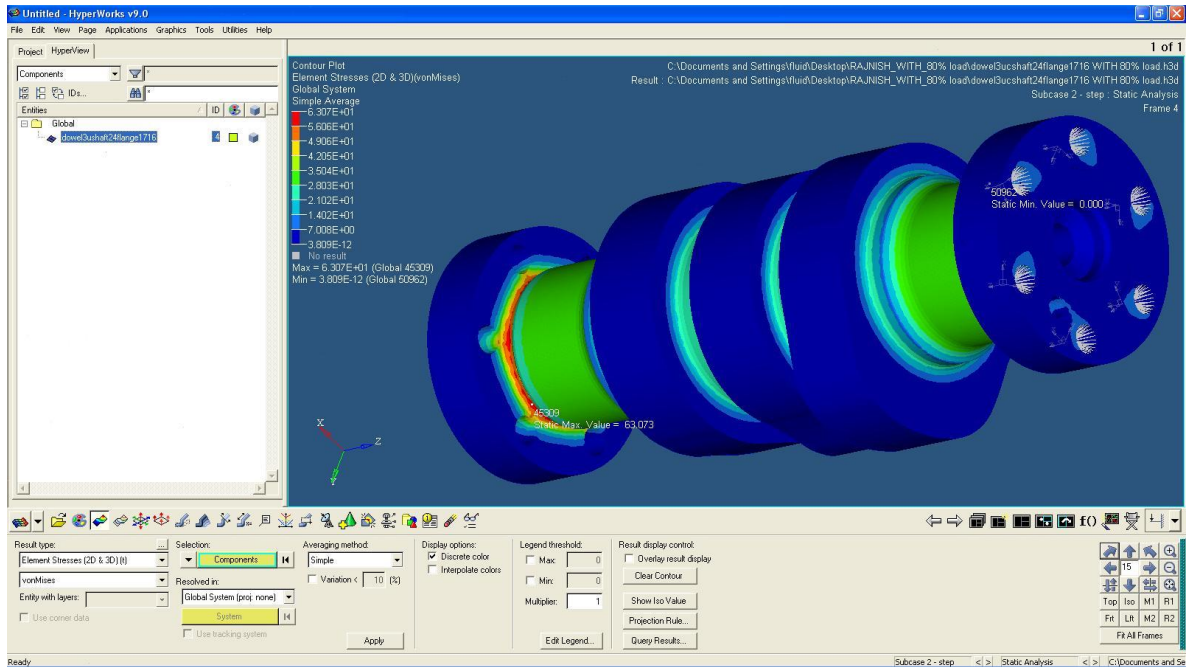 Untitled - HyperWorks v9.0
File Edit View Page Applications Graphics Tools Utilities Help
Project HyperView
1 of 1
Components
IDs...
Entities ID
Global
dowel3ushaft24flange1716 4
Contour Plot
Element Stresses (2D & 3D)(vonMises)
Global System
Simple Average
6.307E+01
5.606E+01
4.906E+01
4.205E+01
3.504E+01
2.803E+01
2.102E+01
1.402E+01
7.008E+00
3.809E-12
No result
Max = 6.307E+01 (Global 45309)
Min = 3.809E-12 (Global 50962)
C:\Documents and Settings\fluid\Desktop\RAJNISH_WITH_80% load\dowel3ucshaft24flange1716 WITH 80% load.h3d
Result : C:\Documents and Settings\fluid\Desktop\RAJNISH_WITH_80% load\dowel3ucshaft24flange1716 WITH 80% load.h3d
Subcase 2 - step : Static Analysis
Frame 4
50962
Static Min. Value = 0.000
45309
Static Max. Value = 63.073
X
Z
Y
f()
Result type: ...
Element Stresses (2D & 3D) (t)
vonMises
Entity with layers:
Use corner data
Selection:
Components
Resolved in:
Global System (proj: none)
System
Use tracking system
Averaging method:
Simple
Variation < 10 (%)
Apply
Display options:
Discrete color
Interpolate colors
Legend threshold:
Max: 0
Min: 0
Multiplier: 1
Edit Legend...
Result display control:
Overlay result display
Clear Contour
Show Iso Value
Projection Rule...
Query Results...
15
Top Iso M1 R1
Frt Lft M2 R2
Fit All Frames
Ready
Subcase 2 - step < > Static Analysis < > C:\Documents and Se